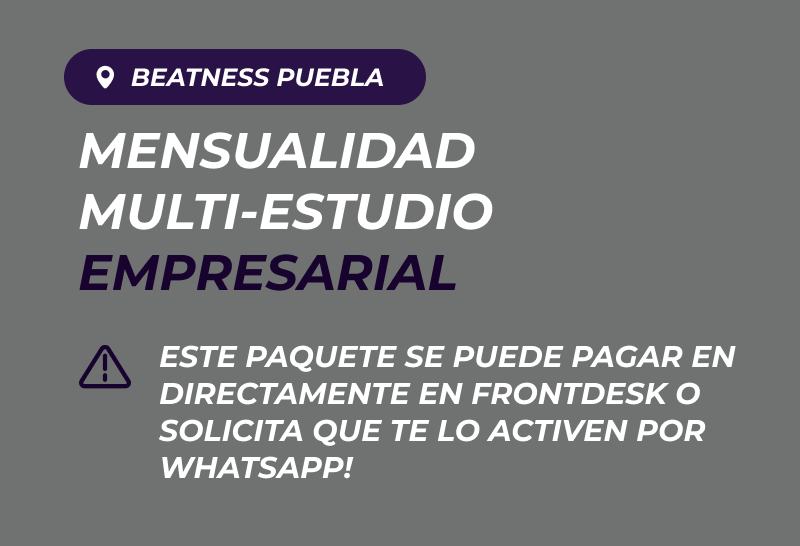 BEATNESS PUEBLA
MENSUALIDAD
MULTI-ESTUDIO
EMPRESARIAL
ESTE PAQUETE SE PUEDE PAGAR EN
DIRECTAMENTE EN FRONTDESK O
SOLICITA QUE TE LO ACTIVEN POR
WHATSAPP!